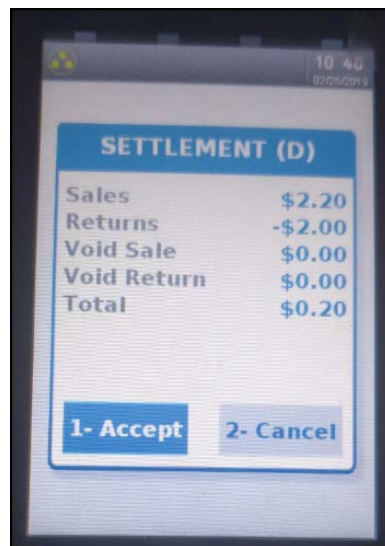 10 40
02/25/2019
SETTLEMENT (D)
Sales $2.20
Returns -$2.00
Void Sale $0.00
Void Return $0.00
Total $0.20
1- Accept 2- Cancel